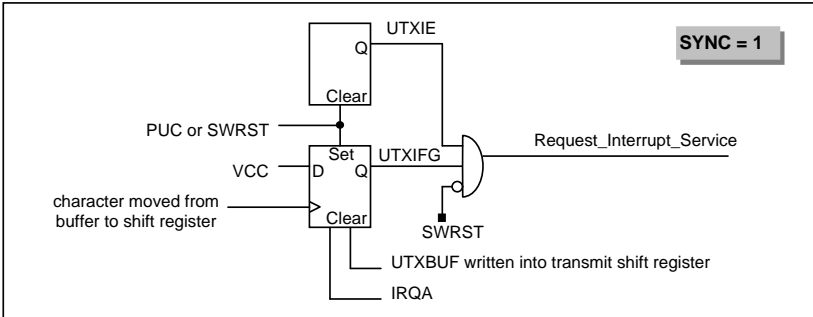 UTXIE
SYNC = 1
Q
Clear
PUC or SWRST
Request_Interrupt_Service
Set
UTXIFG
VCC
D
Q
character moved from
buffer to shift register
Clear
SWRST
UTXBUF written into transmit shift register
IRQA